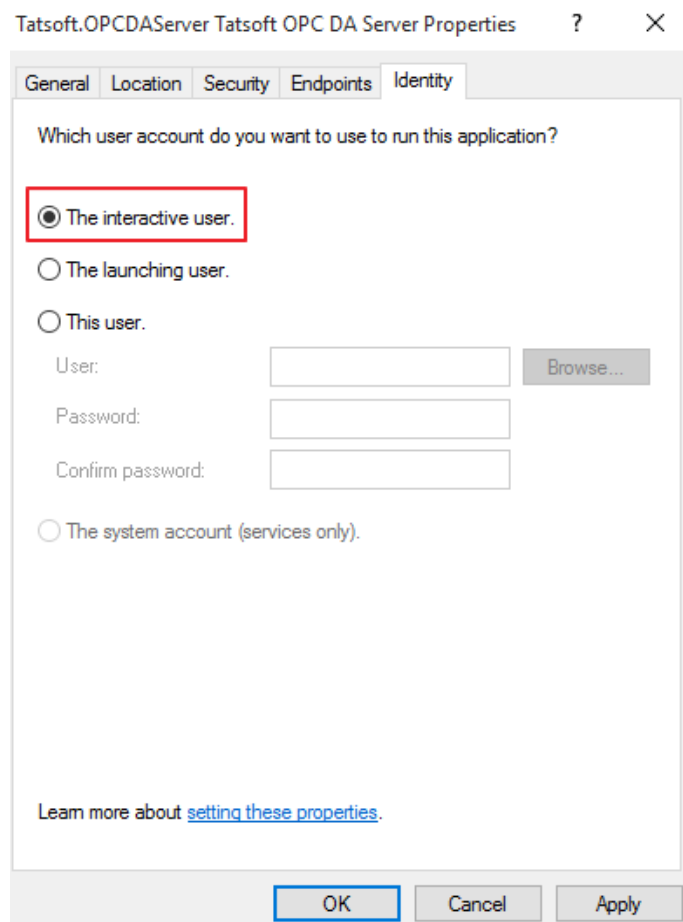 Tatsoft.OPCDAServer Tatsoft OPC DA Server Properties ?
General Location Security Endpoints Identity
Which user account do you want to use to run this application?
The interactive user.
The launching user.
This user.
User:
Browse...
Password:
Confirm password:
The system account (services only).
Learn more about setting these properties.
OK Cancel Apply